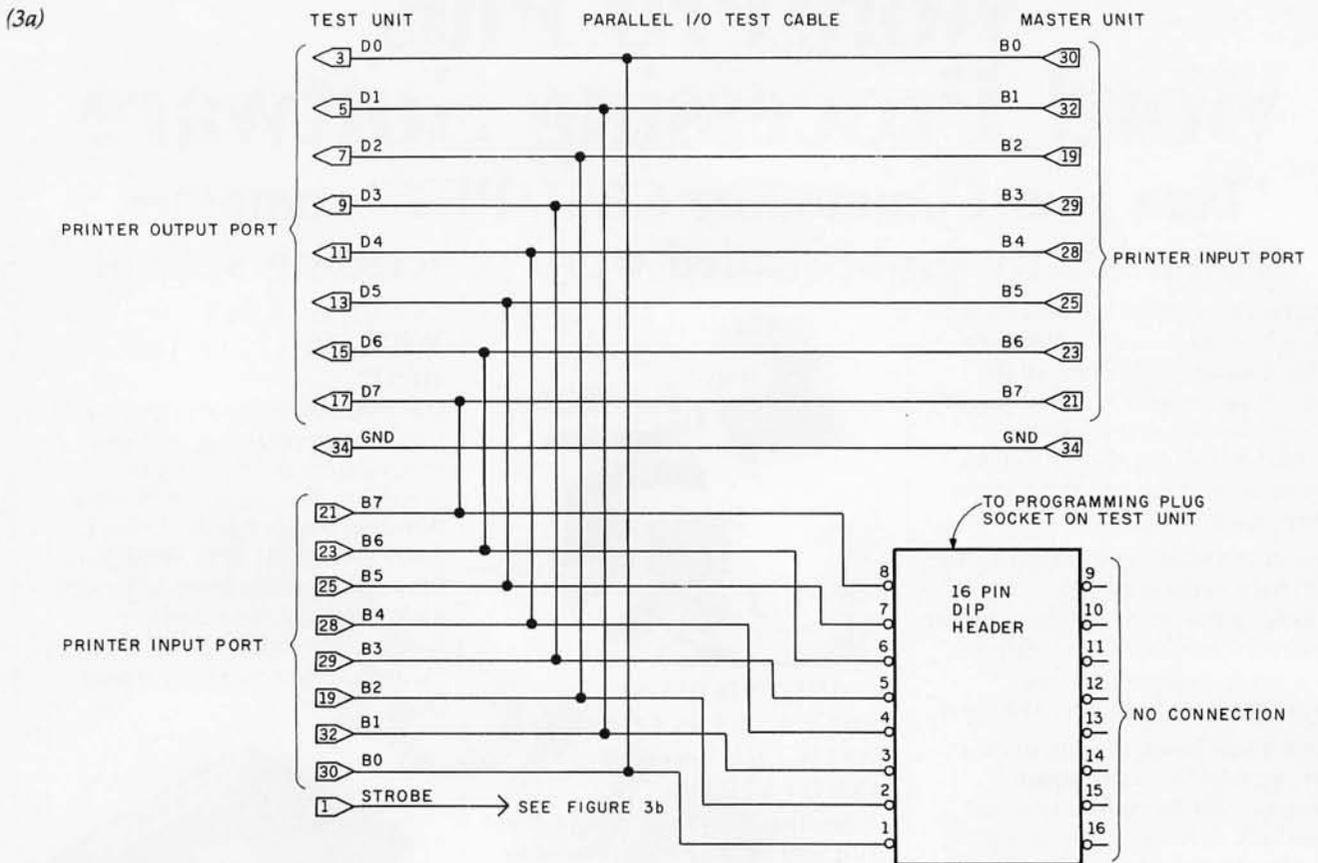 (3a)
TEST UNIT PARALLEL I/O TEST CABLE MASTER UNIT
3 D0 B0 30
5 D1 B1 32
7 D2 B2 19
9 D3 B3 29
PRINTER OUTPUT PORT
11 D4 B4 28
PRINTER INPUT PORT
13 D5 B5 25
15 D6 B6 23
17 D7 B7 21
34 GND GND 34
21 B7
23 B6
25 B5
28 B4
PRINTER INPUT PORT
29 B3
19 B2
32 B1
30 B0
1 STROBE SEE FIGURE 3b
TO PROGRAMMING PLUG
SOCKET ON TEST UNIT
16 PIN
DIP
HEADER
8 9
7 10
6 11
5 12
4 13
3 14
2 15
1 16
NO CONNECTION